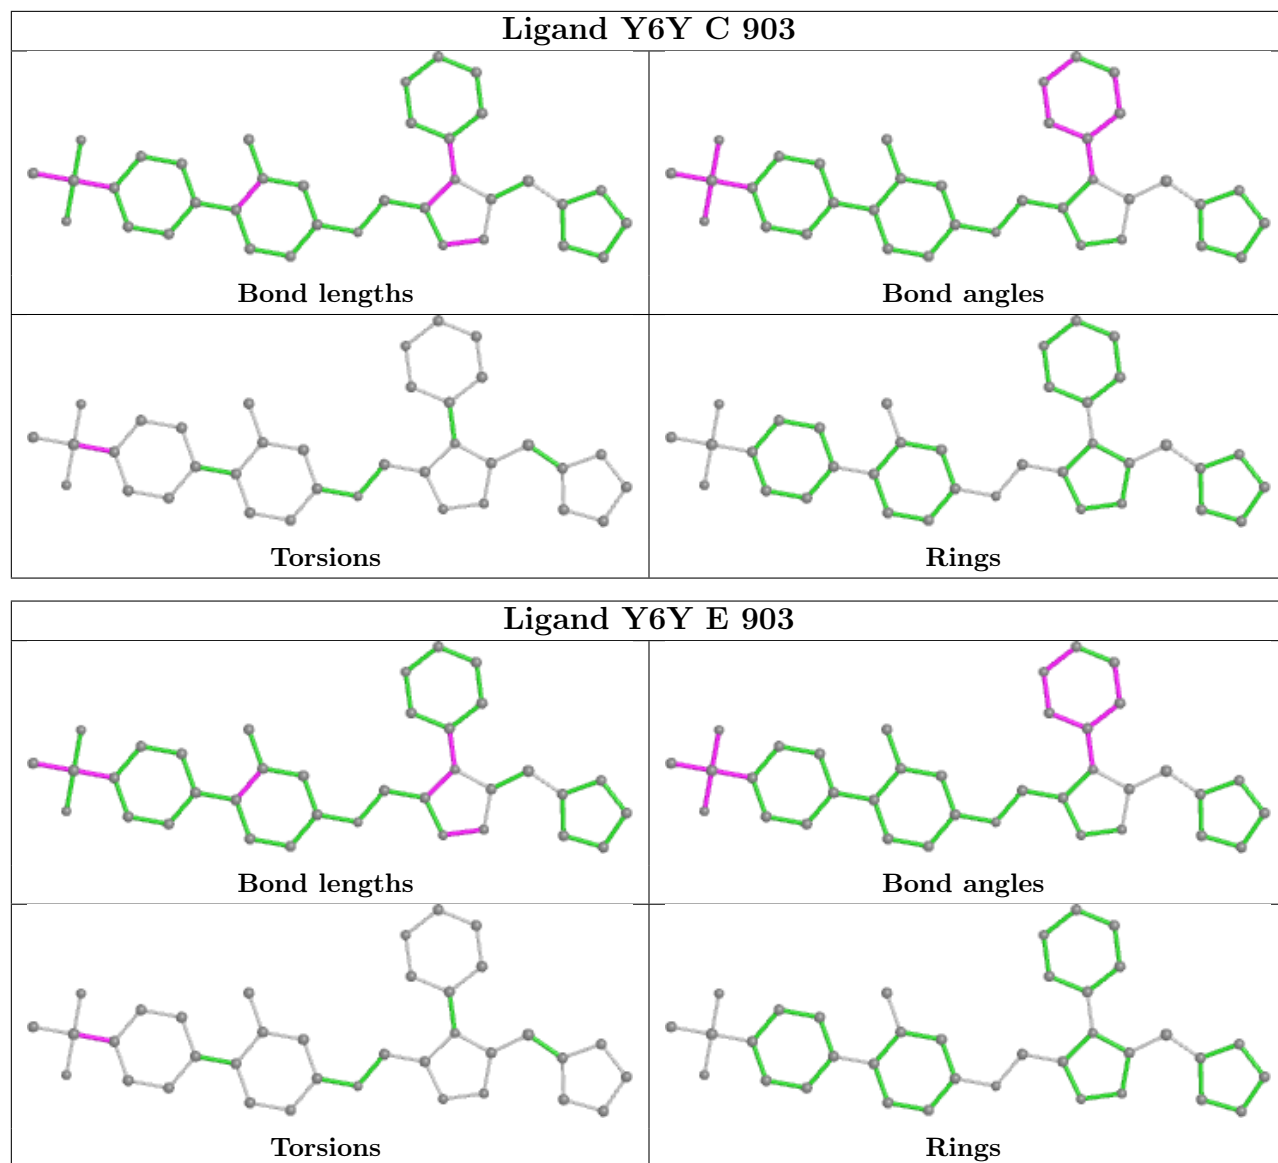 Ligand Y6Y C 903
Bond lengths
Bond angles
Torsions
Rings
Ligand Y6Y E 903
Bond lengths
Bond angles
Torsions
Rings